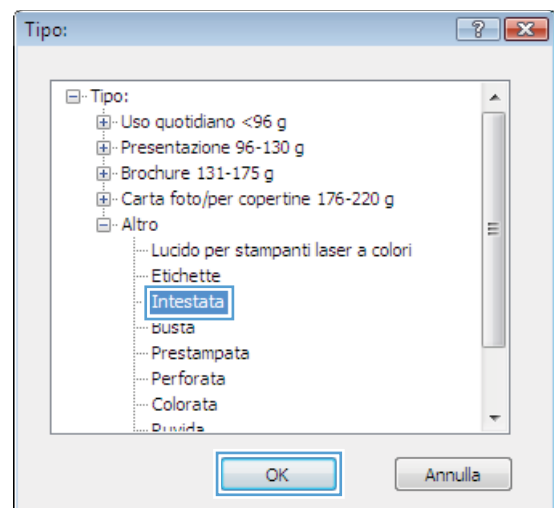 Tipo:
Tipo:
Uso quotidiano <96 g
Presentazione 96-130 g
Brochure 131-175 g
Carta foto/per copertine 176-220 g
Altro
Lucido per stampanti laser a colori
Etichette
Intestata
Busta
Prestampata
Perforata
Colorata
Ruvida
OK Annulla